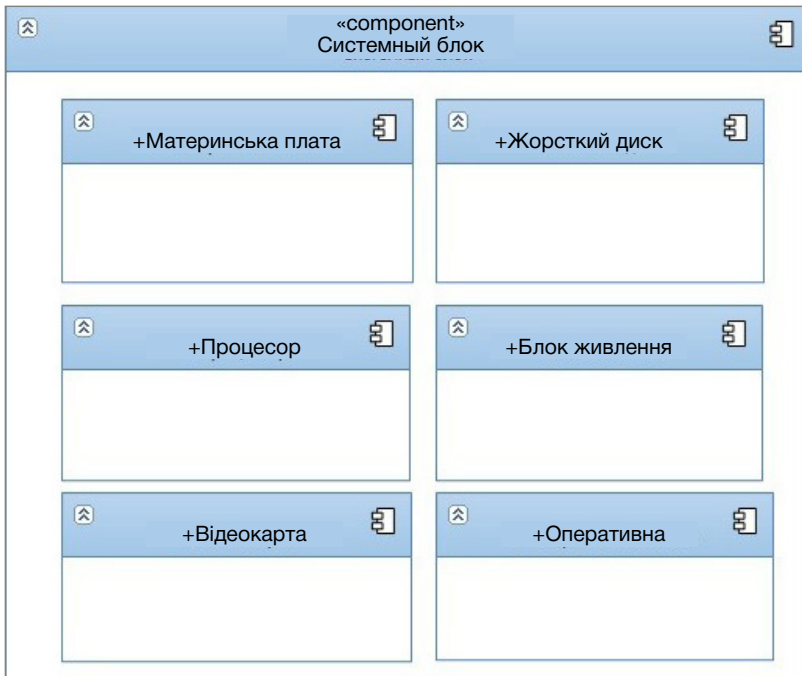 «component»
Системный блок
+Материнська плата
+Жорсткий диск
+Процесор
+Блок живлення
+Відеокарта
+Оперативна